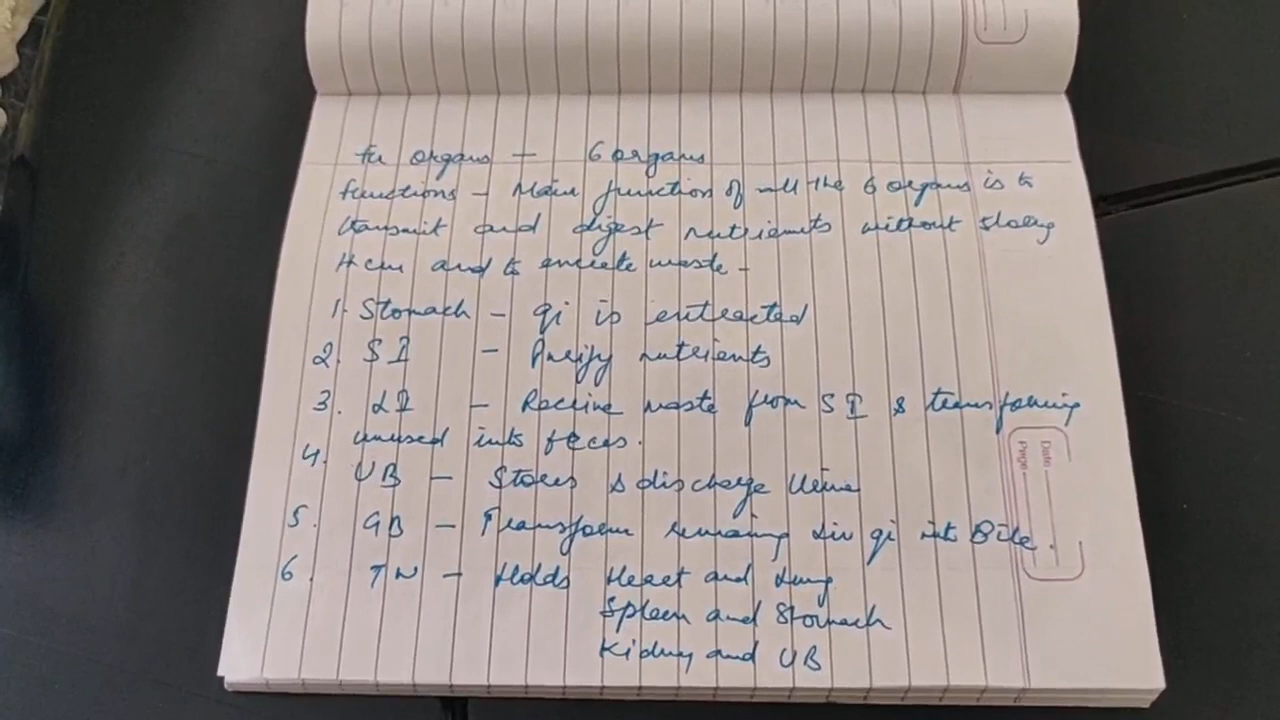 Fu organs - 6 organs
functions - Main function of all the 6 organs is to
transmit and digest nutrients without storing
them and to excrete waste -
1. Stomach - qi is extracted
2. SI - Purify nutrients
3. LI - Receive waste from SI & transforming
unused into feces.
4. UB - Stores & discharge Urine
5. GB - Transform remaining Liv qi into Bile.
6. TW - Holds Heart and Lung
Spleen and Stomach
Kidney and UB
Date
Page